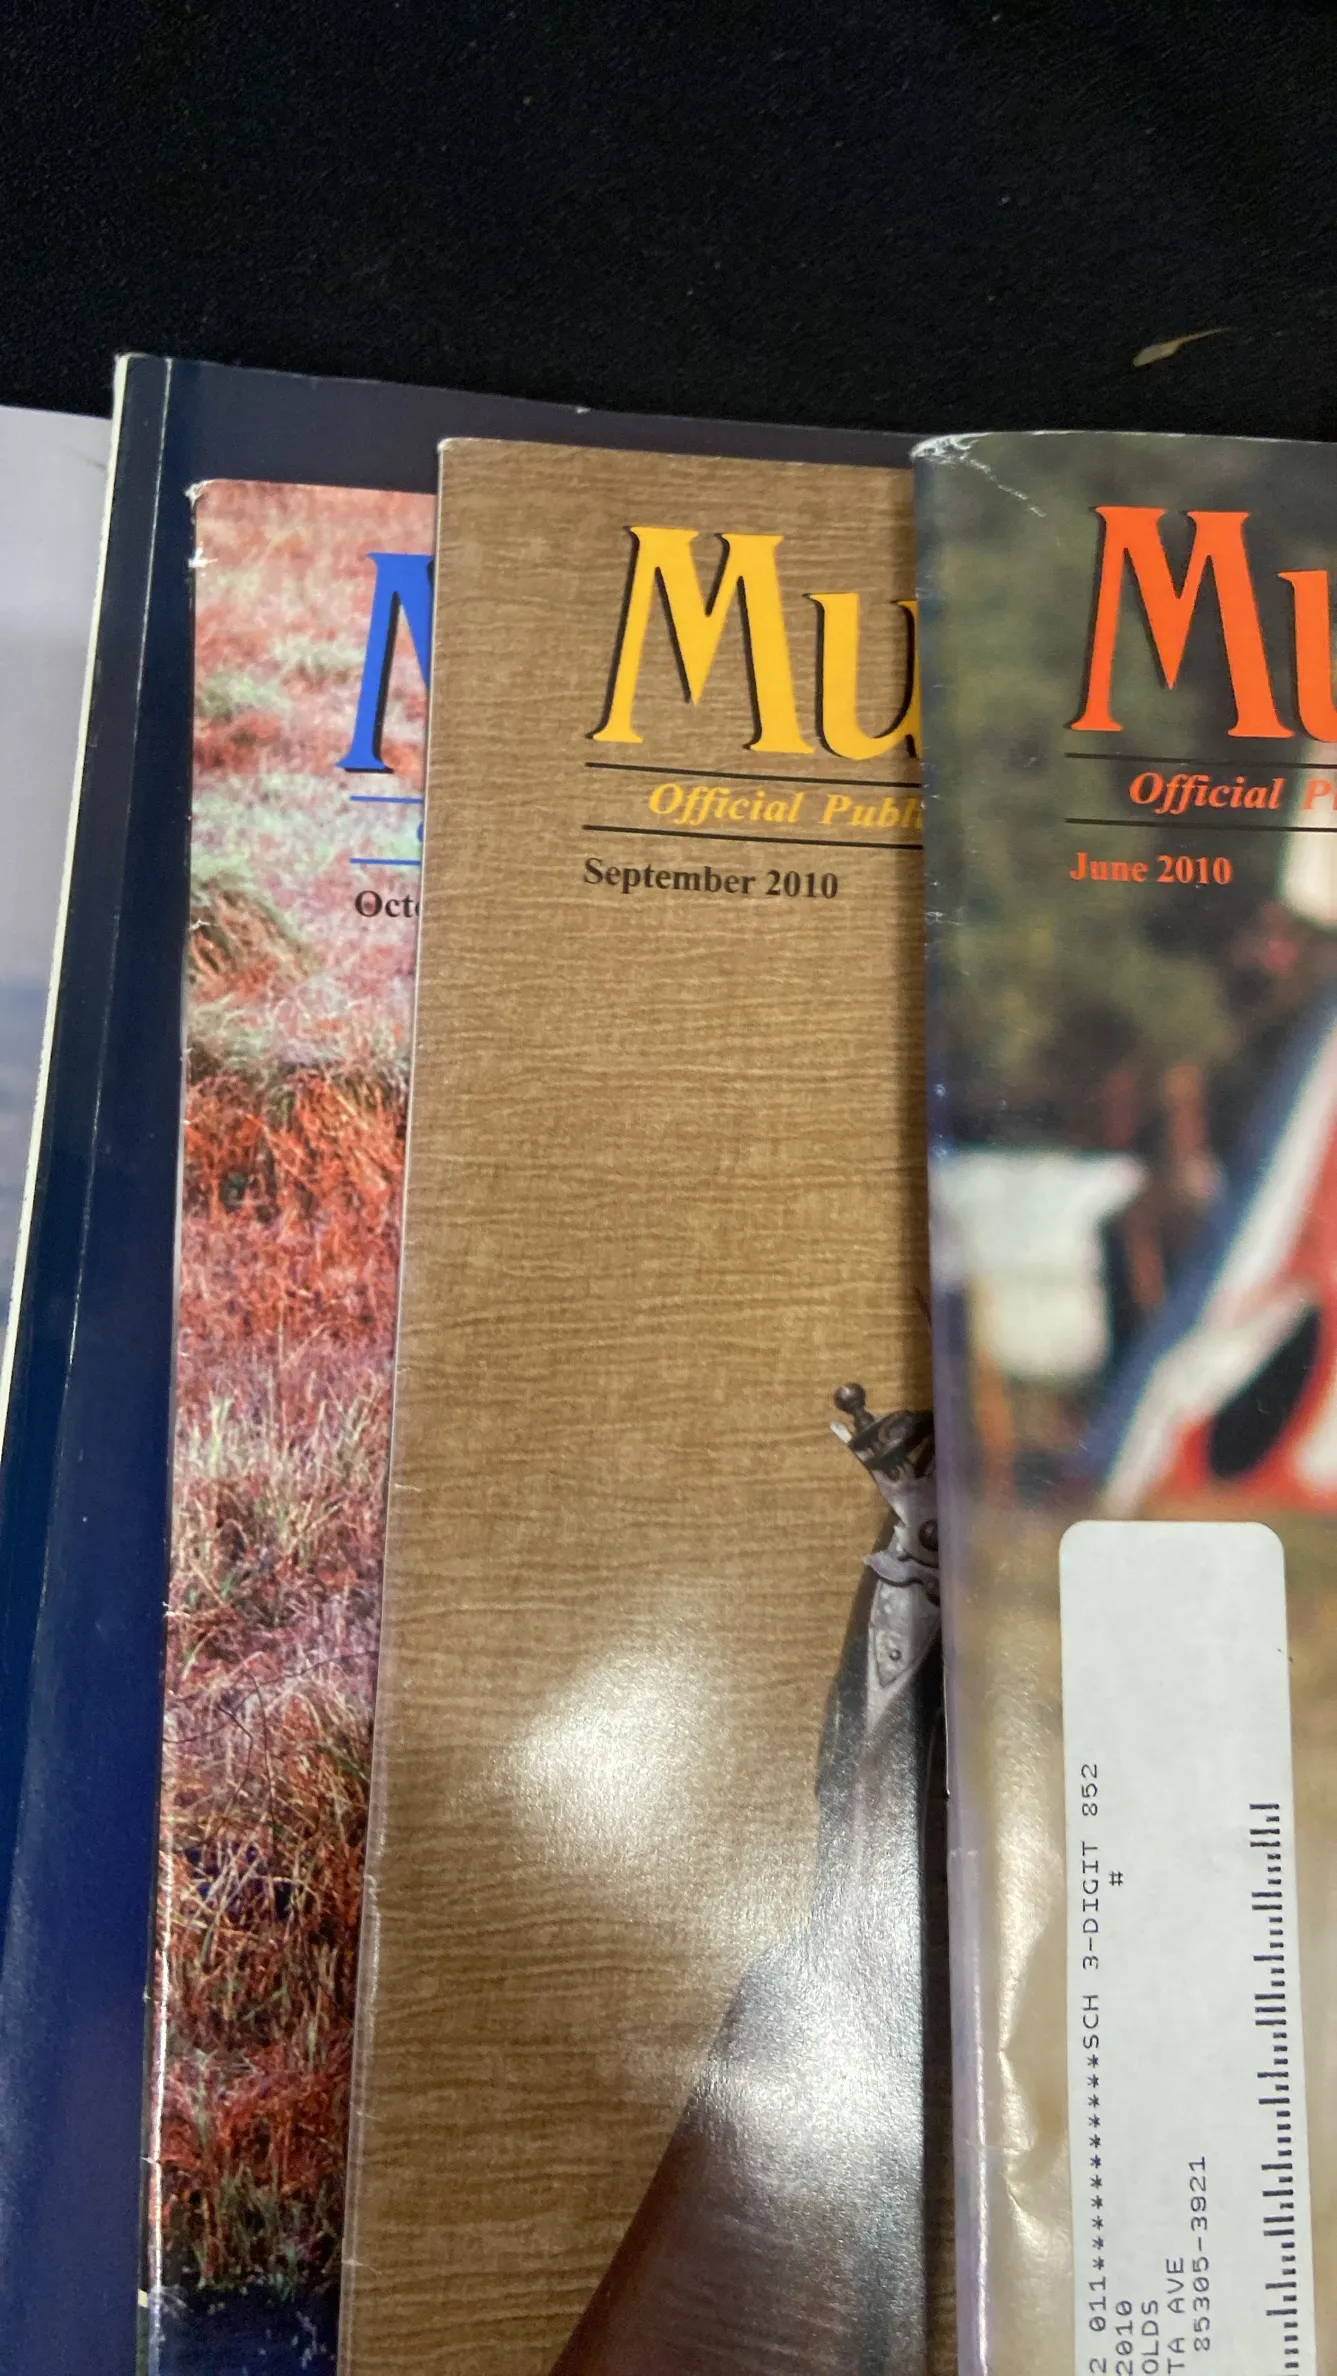 M
Octo
Mu
Official Publi
September 2010
Mu
Official P
June 2010
2 011**************SCH 3-DIGIT 852
2010 #
OLDS
TA AVE
85305-3921